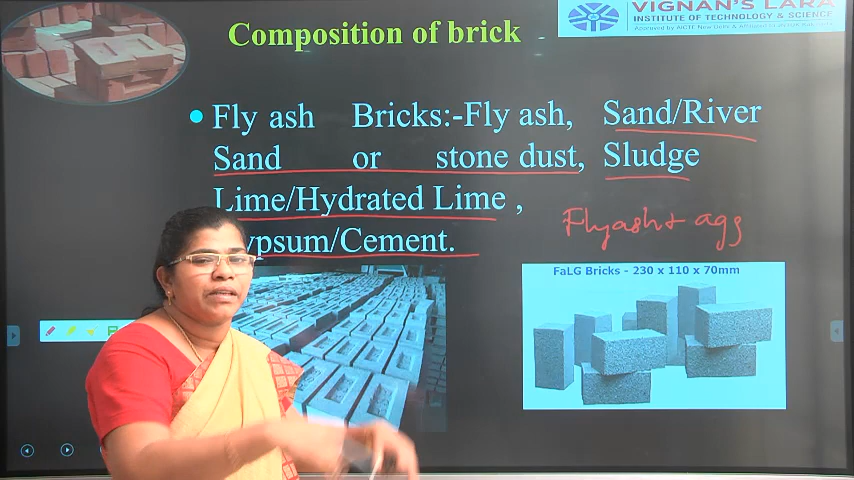 VIGNAN'S LARA
INSTITUTE OF TECHNOLOGY & SCIENCE
Composition of brick
• Fly ash Bricks:-Fly ash, Sand/River
Sand or stone dust, Sludge
Lime/Hydrated Lime ,
ypsum/Cement.
Flyash + agg
FaLG Bricks - 230 x 110 x 70mm